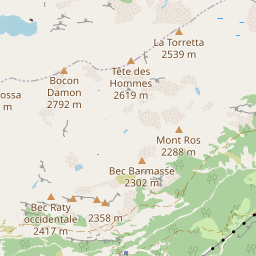 La Torretta
2539 m
Tête des
Hommes
2619 m
Bocon
Damon
2792 m
ossa
m
Mont Ros
2288 m
Bec Barmasse
2302 m
Bec Raty
occidentale
2417 m
2358 m